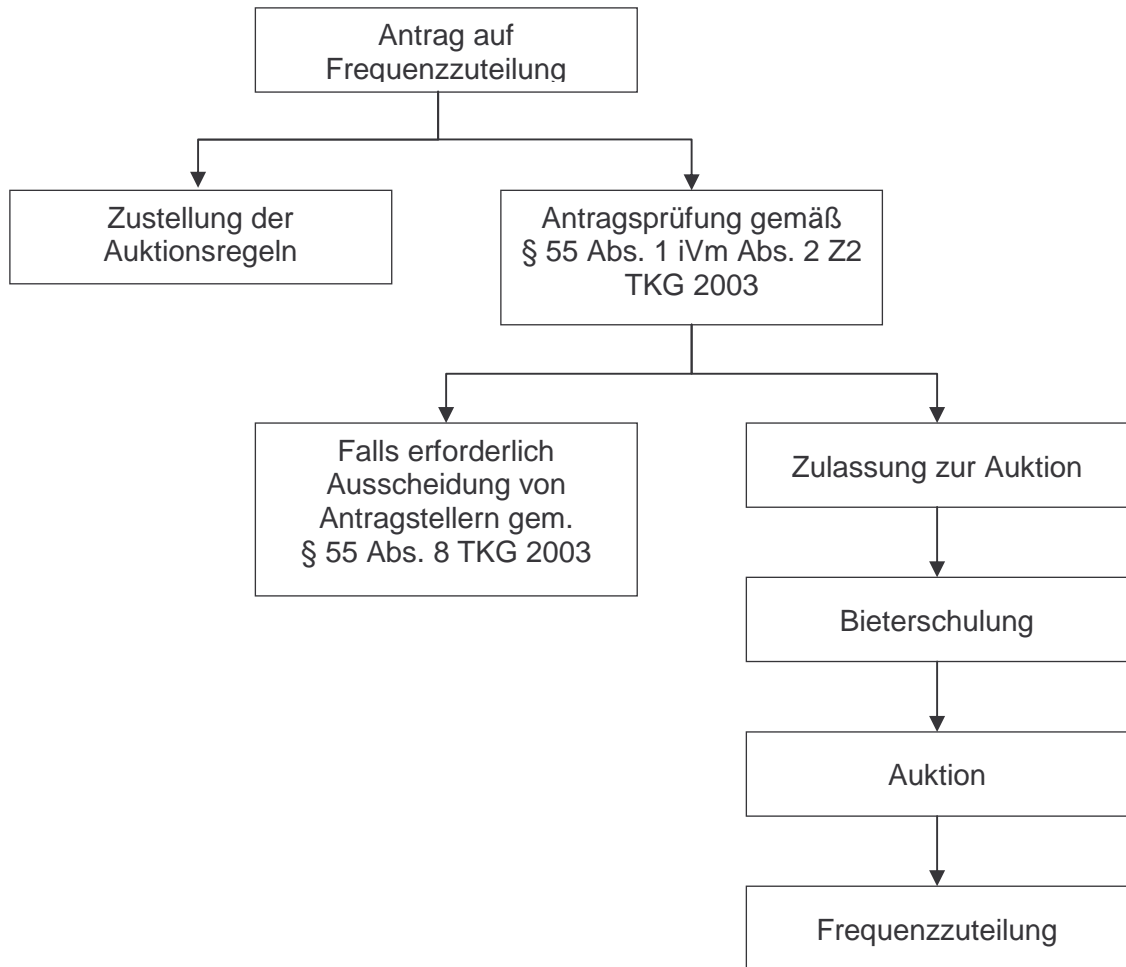 Antrag auf
Frequenzzuteilung
Zustellung der
Auktionsregeln
Antragsprüfung gemäß
§ 55 Abs. 1 iVm Abs. 2 Z2
TKG 2003
Falls erforderlich
Ausscheidung von
Antragstellern gem.
§ 55 Abs. 8 TKG 2003
Zulassung zur Auktion
Bieterschulung
Auktion
Frequenzzuteilung